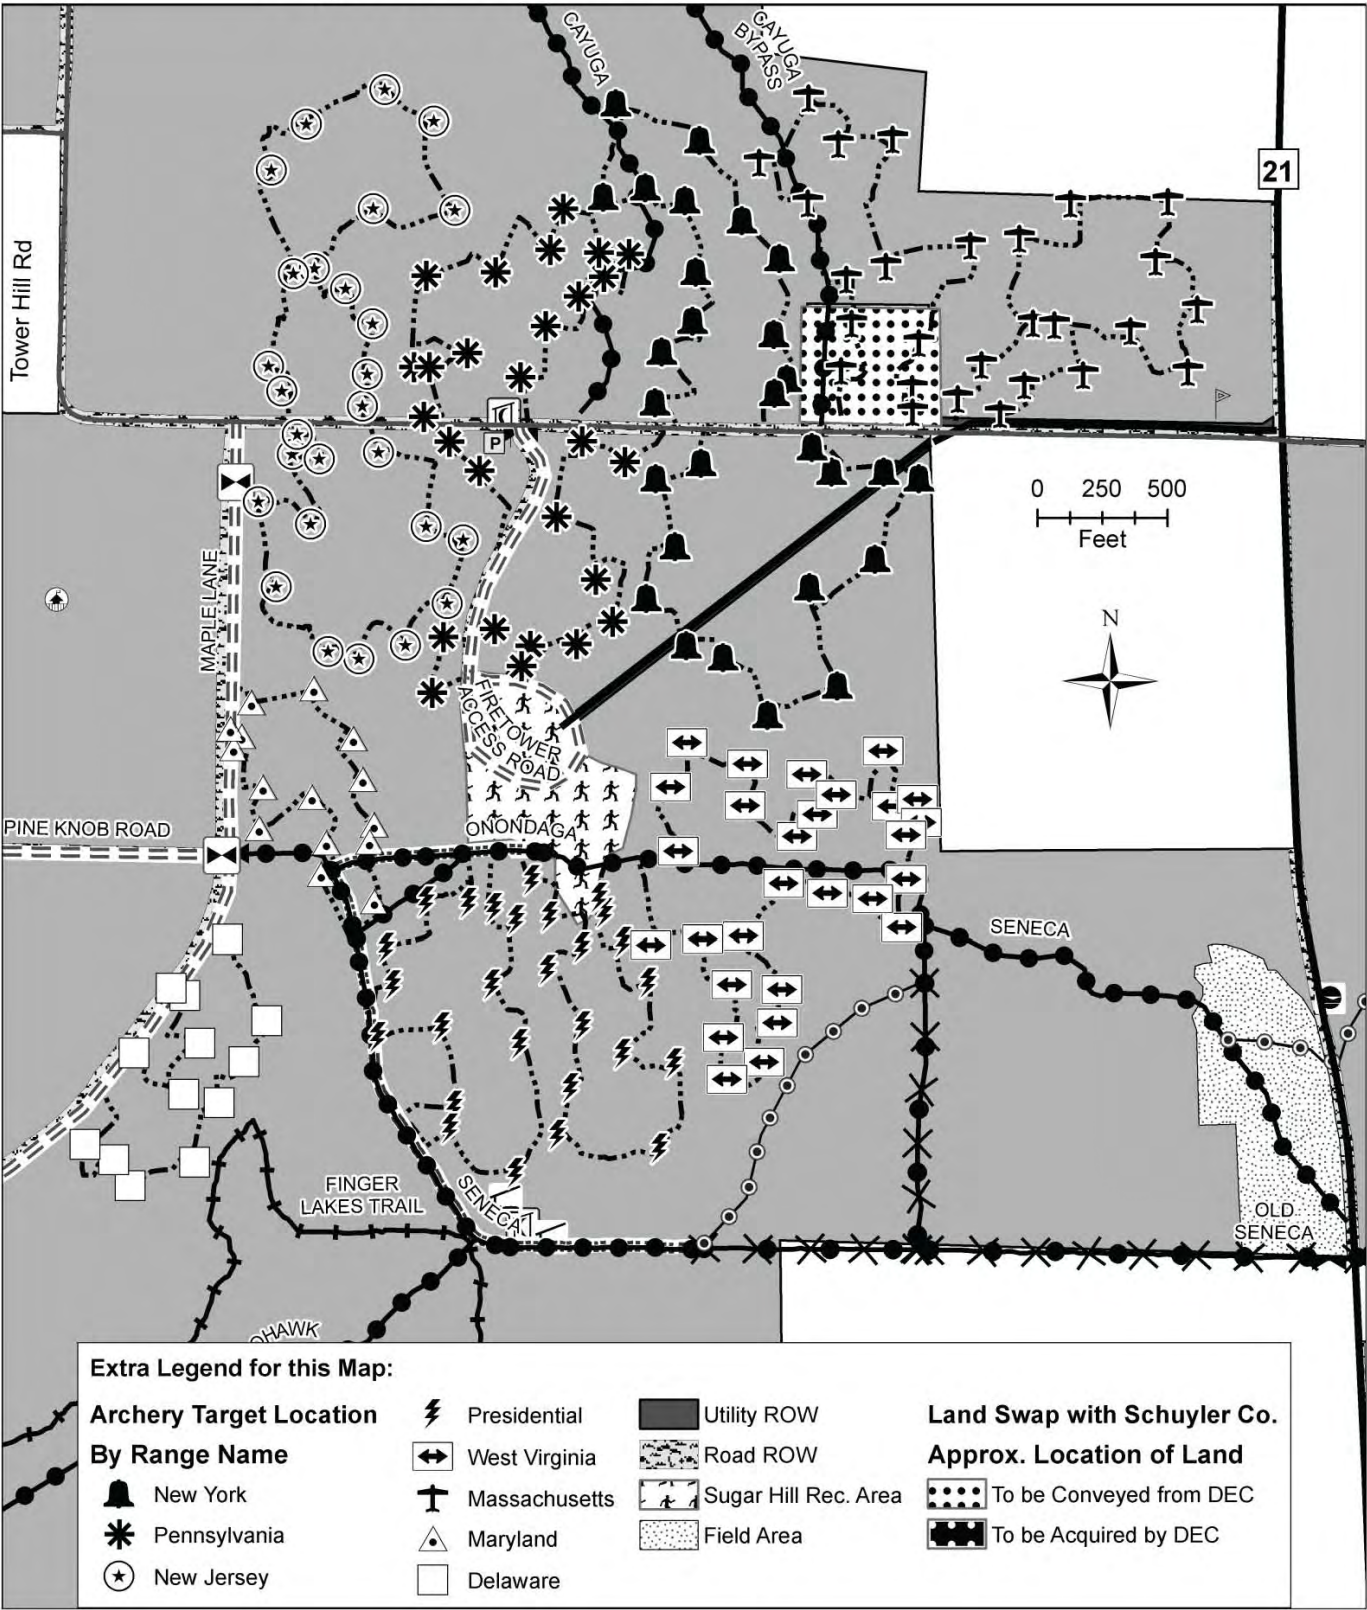 CAYUGA
CAYUGA
BYPASS
21
Tower Hill Rd
P
0 250 500
Feet
N
MAPLE LANE
FIRETOWER
ACCESS ROAD
PINE KNOB ROAD
ONONDAGA
SENECA
FINGER
LAKES TRAIL
SENECA
OLD
SENECA
OHAWK
Extra Legend for this Map:
Archery Target Location
By Range Name
New York
Pennsylvania
New Jersey
Presidential
West Virginia
Massachusetts
Maryland
Delaware
Utility ROW
Road ROW
Sugar Hill Rec. Area
Field Area
Land Swap with Schuyler Co.
Approx. Location of Land
To be Conveyed from DEC
To be Acquired by DEC